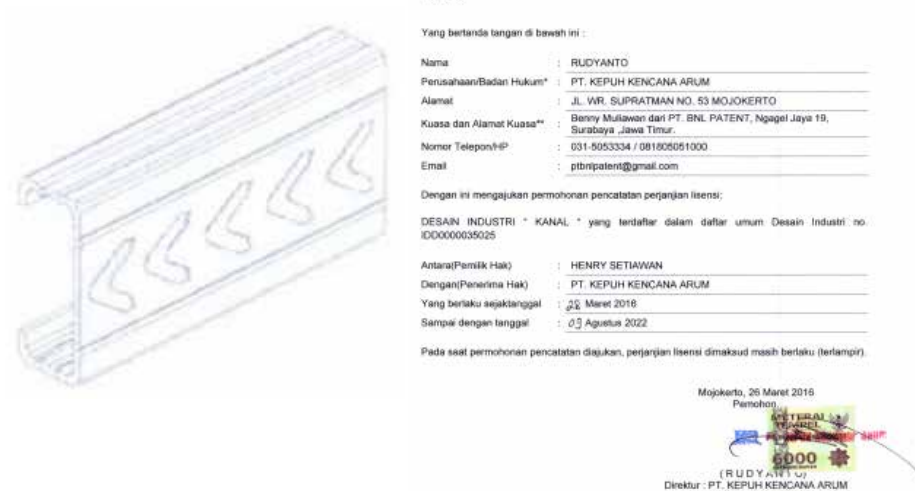 Yang bertanda tangan di bawah ini :
Nama : RUDYANTO
Perusahaan/Badan Hukum* : PT. KEPUH KENCANA ARUM
Alamat : JL. WR. SUPRATMAN NO. 53 MOJOKERTO
Kuasa dan Alamat Kuasa** : Benny Muliawan dari PT. BNL PATENT, Ngagel Jaya 19,
Surabaya ,Jawa Timur.
Nomor Telepon/HP : 031-5053334 / 081805051000
Email : ptbnlpatent@gmail.com
Dengan ini mengajukan permohonan pencatatan perjanjian lisensi:
DESAIN INDUSTRI " KANAL " yang terdaftar dalam daftar umum Desain Industri no.
IDD0000035025
Antara(Pemilik Hak) : HENRY SETIAWAN
Dengan(Penerima Hak) : PT. KEPUH KENCANA ARUM
Yang berlaku sejaktanggal : 28 Maret 2016
Sampai dengan tanggal : 03 Agustus 2022
Pada saat permohonan pencatatan diajukan, perjanjian lisensi dimaksud masih berlaku (terlampir).
Mojokerto, 26 Maret 2016
Pemohon
METERAI
TEMPEL
6000
(RUDYANTO)
Direktur : PT. KEPUH KENCANA ARUM